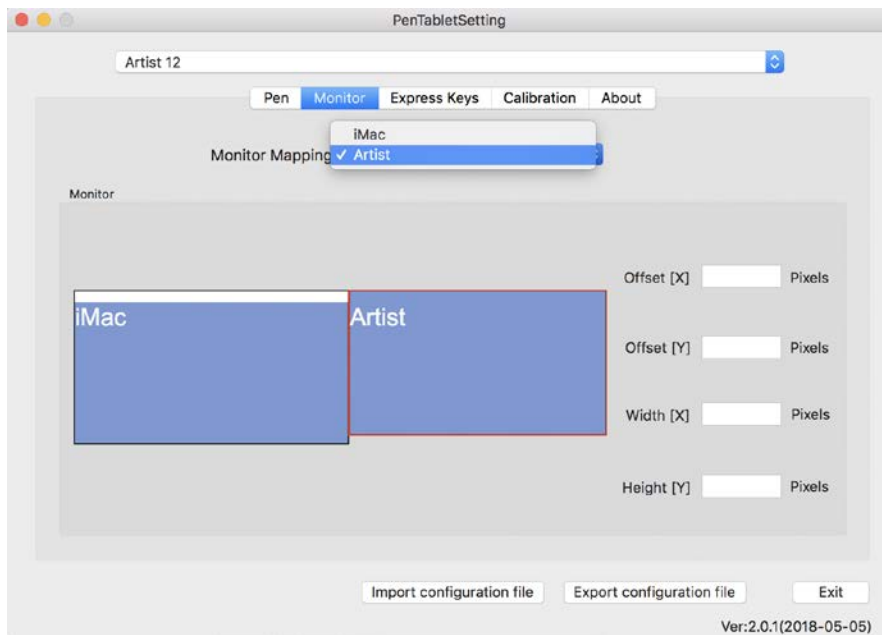 PenTabletSetting
Artist 12
Pen Monitor Express Keys Calibration About
iMac
Monitor Mapping ✓ Artist
Monitor
Offset [X] Pixels
iMac Artist
Offset [Y] Pixels
Width [X] Pixels
Height [Y] Pixels
Import configuration file Export configuration file Exit
Ver:2.0.1(2018-05-05)